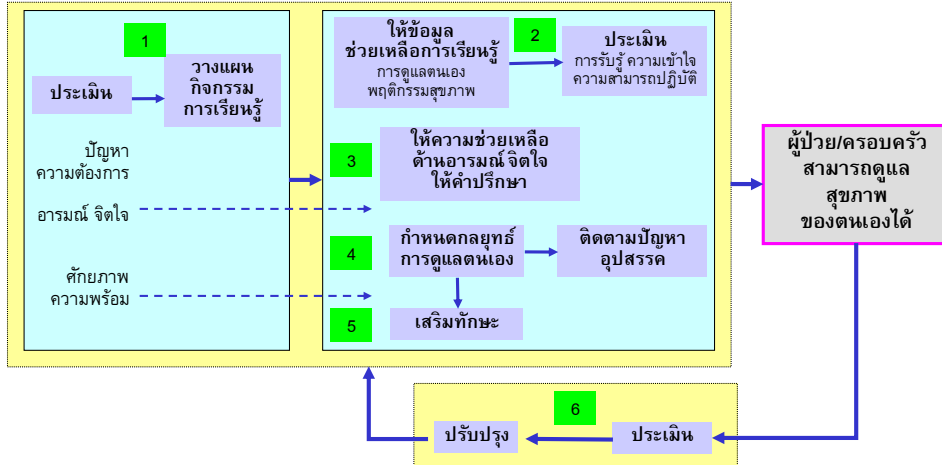 1
ประเมิน
วางแผน
กิจกรรม
การเรียนรู้
ปัญหา
ความต้องการ
อารมณ์ จิตใจ
ศักยภาพ
ความพร้อม
ให้ข้อมูล
ช่วยเหลือการเรียนรู้
การดูแลตนเอง
พฤติกรรมสุขภาพ
2
ประเมิน
การรับรู้ ความเข้าใจ
ความสามารถปฏิบัติ
3
ให้ความช่วยเหลือ
ด้านอารมณ์ จิตใจ
ให้คำปรึกษา
4
กำหนดกลยุทธ์
การดูแลตนเอง
ติดตามปัญหา
อุปสรรค
5
เสริมทักษะ
ผู้ป่วย/ครอบครัว
สามารถดูแล
สุขภาพ
ของตนเองได้
6
ปรับปรุง
ประเมิน